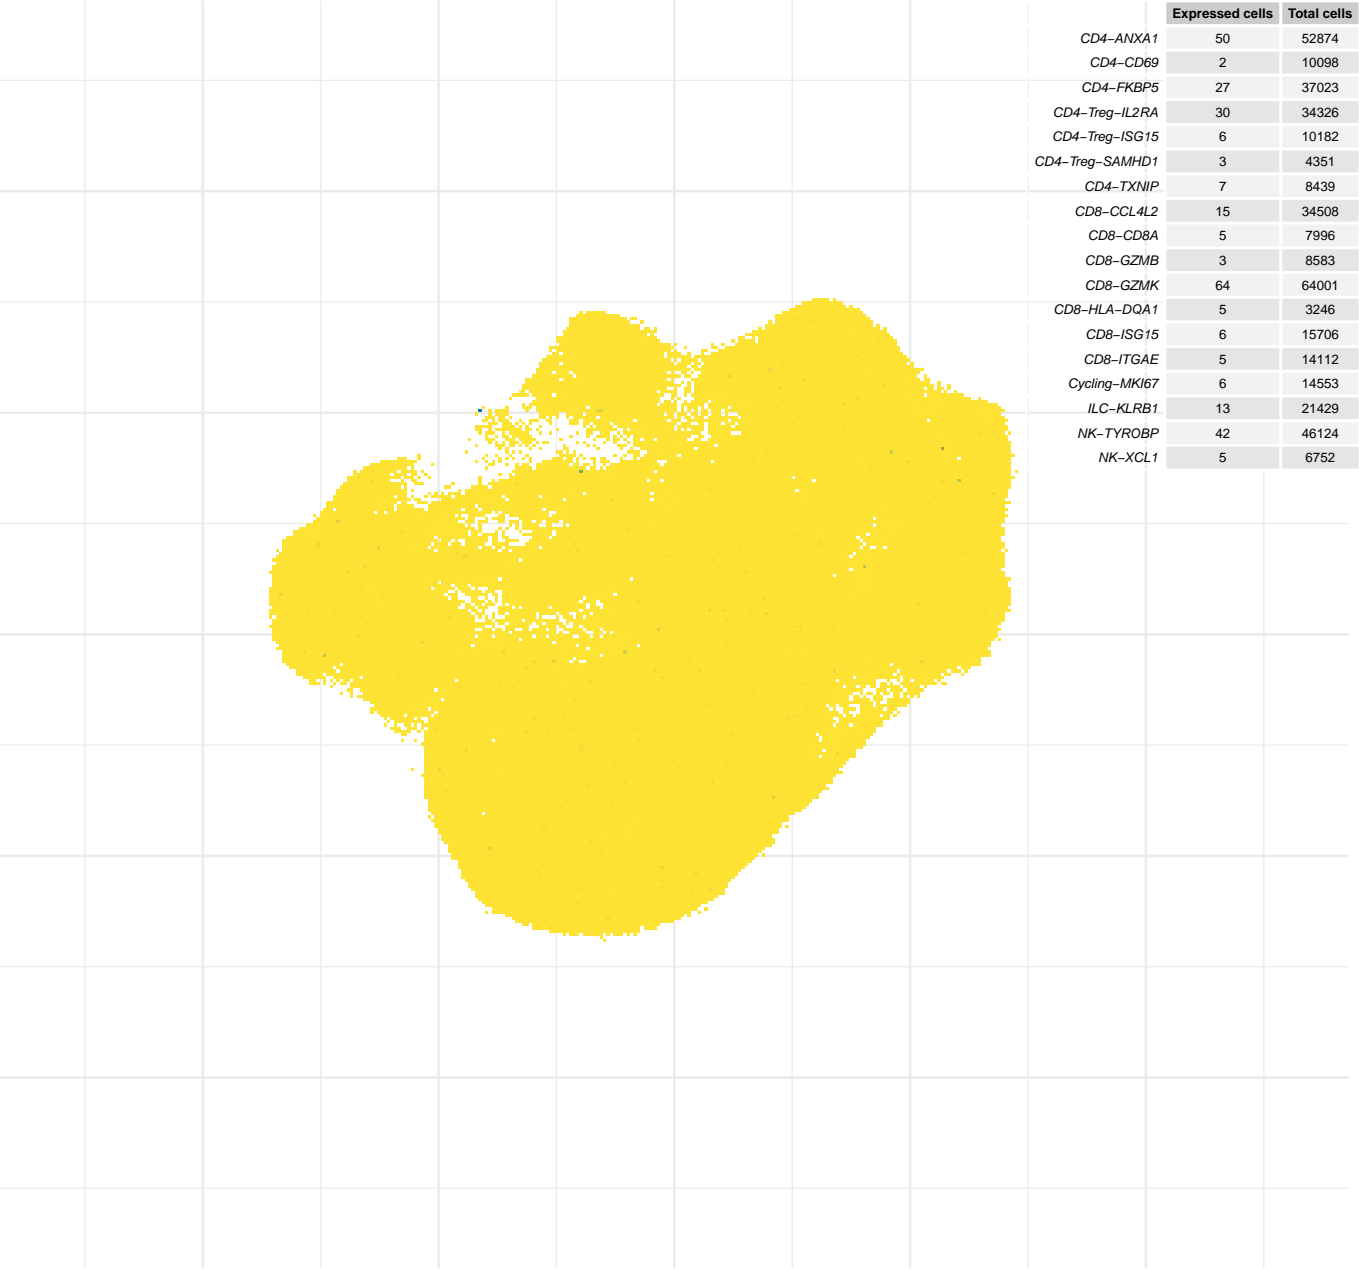 Expressed cells Total cells
CD4−ANXA1 50 52874
CD4−CD69 2 10098
CD4−FKBP5 27 37023
CD4−Treg−IL2RA 30 34326
CD4−Treg−ISG15 6 10182
CD4−Treg−SAMHD1 3 4351
CD4−TXNIP 7 8439
CD8−CCL4L2 15 34508
CD8−CD8A 5 7996
CD8−GZMB 3 8583
CD8−GZMK 64 64001
CD8−HLA−DQA1 5 3246
CD8−ISG15 6 15706
CD8−ITGAE 5 14112
Cycling−MKI67 6 14553
ILC−KLRB1 13 21429
NK−TYROBP 42 46124
NK−XCL1 5 6752